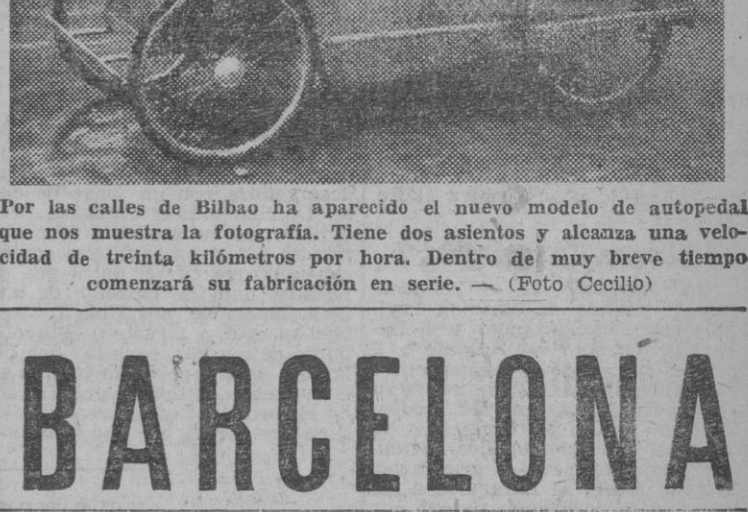 Por las calles de Bilbao ha aparecido el nuevo modelo de autopedal
que nos muestra la fotografía. Tiene dos asientos y alcanza una velo-
cidad de treinta kilómetros por hora. Dentro de muy breve tiempo
comenzará su fabricación en serie. — (Foto Cecilio)
BARCELONA